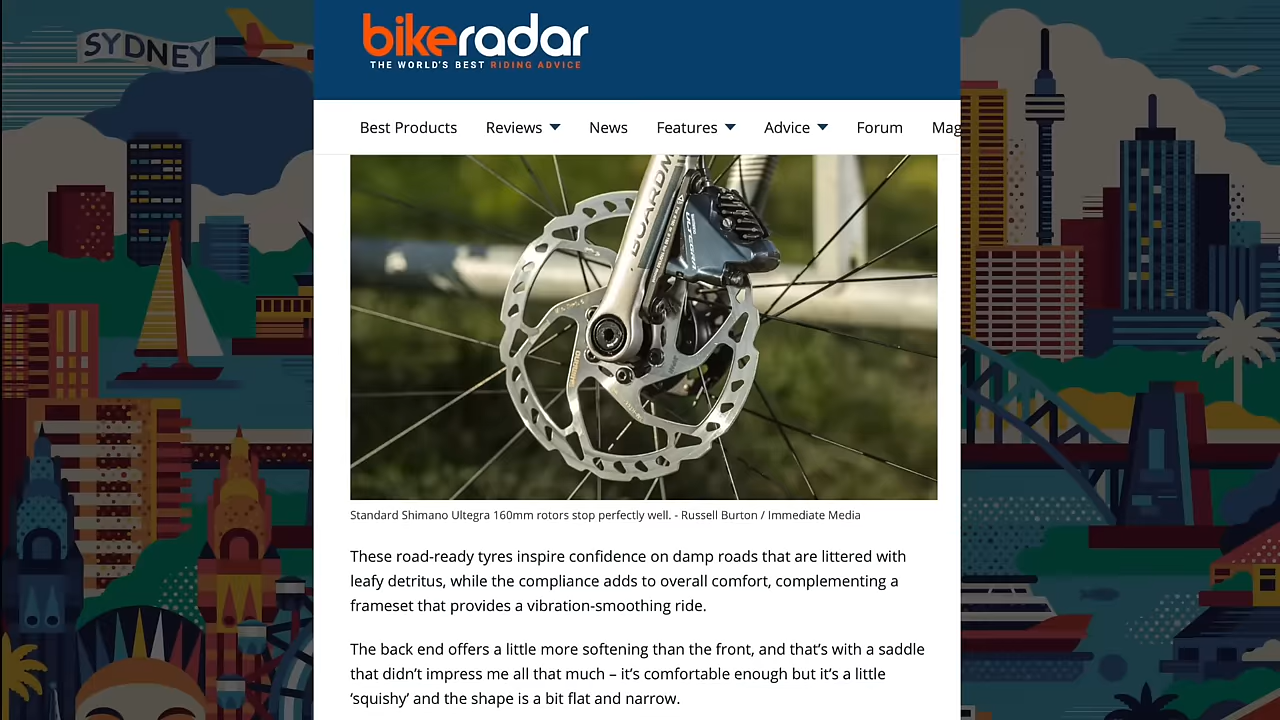 SYDNEY
bikeradar
THE WORLD'S BEST RIDING ADVICE
Best Products Reviews News Features Advice Forum Mag
BOARDM
ULTEGRA
SHIMANO
Standard Shimano Ultegra 160mm rotors stop perfectly well. - Russell Burton / Immediate Media
These road-ready tyres inspire confidence on damp roads that are littered with
leafy detritus, while the compliance adds to overall comfort, complementing a
frameset that provides a vibration-smoothing ride.
The back end offers a little more softening than the front, and that’s with a saddle
that didn’t impress me all that much – it’s comfortable enough but it’s a little
‘squishy’ and the shape is a bit flat and narrow.